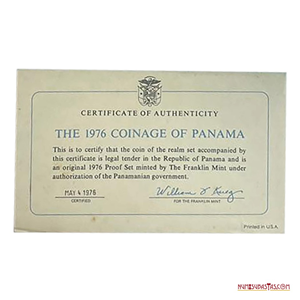 CERTIFICATE OF AUTHENTICITY
THE 1976 COINAGE OF PANAMA
This is to certify that the coin of the realm set accompanied by
this certificate is legal tender in the Republic of Panama and is
an original 1976 Proof Set minted by The Franklin Mint under
authorization of the Panamanian government.
MAY 4 1976
CERTIFIED
FOR THE FRANKLIN MINT
Printed in U.S.A.
NUMISUBASTAS.COM